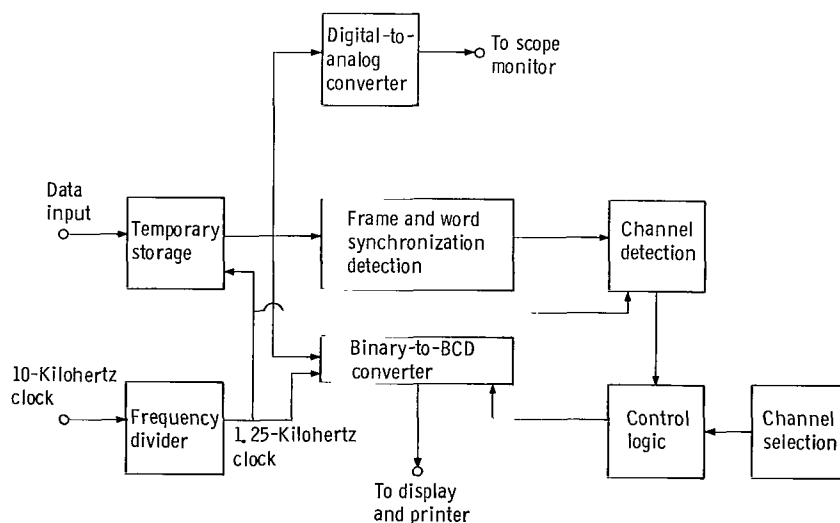 Digital-to-
analog
converter
To scope
monitor
Data
input
Temporary
storage
Frame and word
synchronization
detection
Channel
detection
Binary-to-BCD
converter
10-Kilohertz
clock
Frequency
divider
1.25-Kilohertz
clock
Control
logic
Channel
selection
To display
and printer